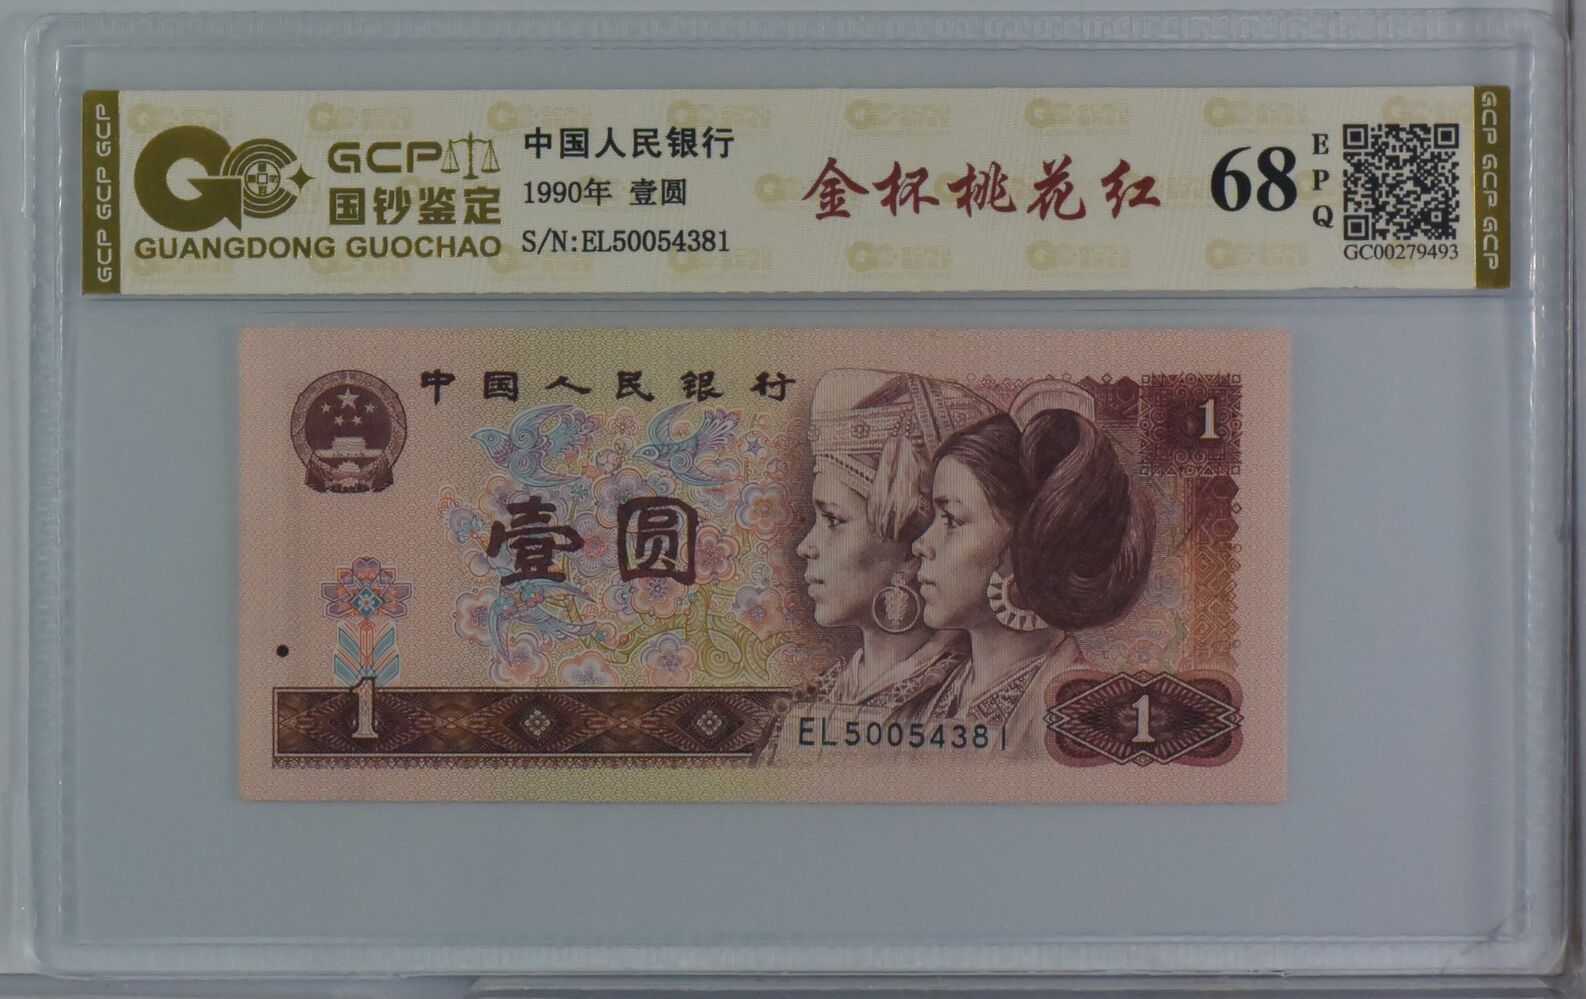 GCP GCP GCP
GCP
国钞鉴定
GUANGDONG GUOCHAO
中国人民银行
1990年 壹圆
S/N:EL50054381
金杯桃花红
68
EPQ
GC00279493
GCP GCP GCP
中国人民银行
1
壹圆
1
EL50054381
1